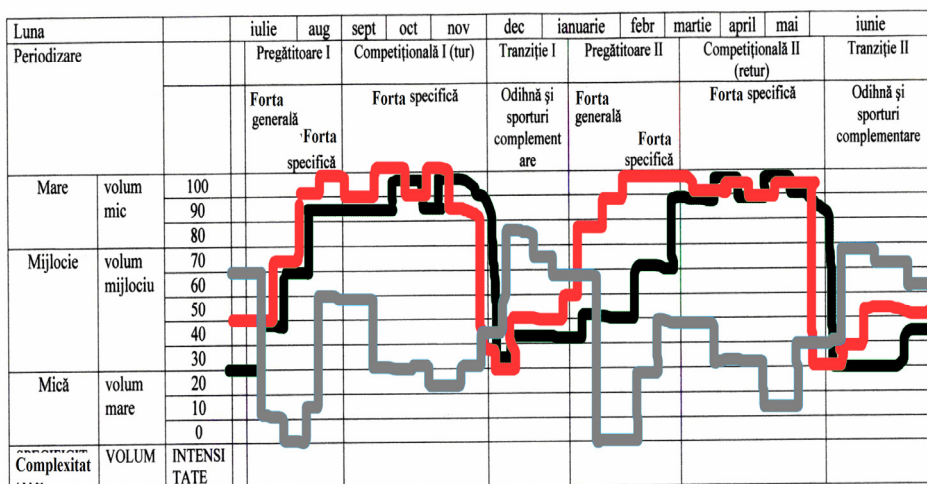 Luna iulie aug sept oct nov dec ianuarie febr martie april mai iunie
Periodizare Pregătitoare I Competițională I (tur) Tranziție I Pregătitoare II Competițională II Tranziție II
(retur)
Forta Forta specifică Odihnă și Forta Forta specifică Odihnă și
generală sporturi generală sporturi
Forta complement Forta complementare
specifică are specifică
Mare volum 100
mic 90
80
Mijlocie volum 70
mijlociu 60
50
40
30
Mică volum 20
mare 10
0
Complexitat VOLUM INTENSI
TATE